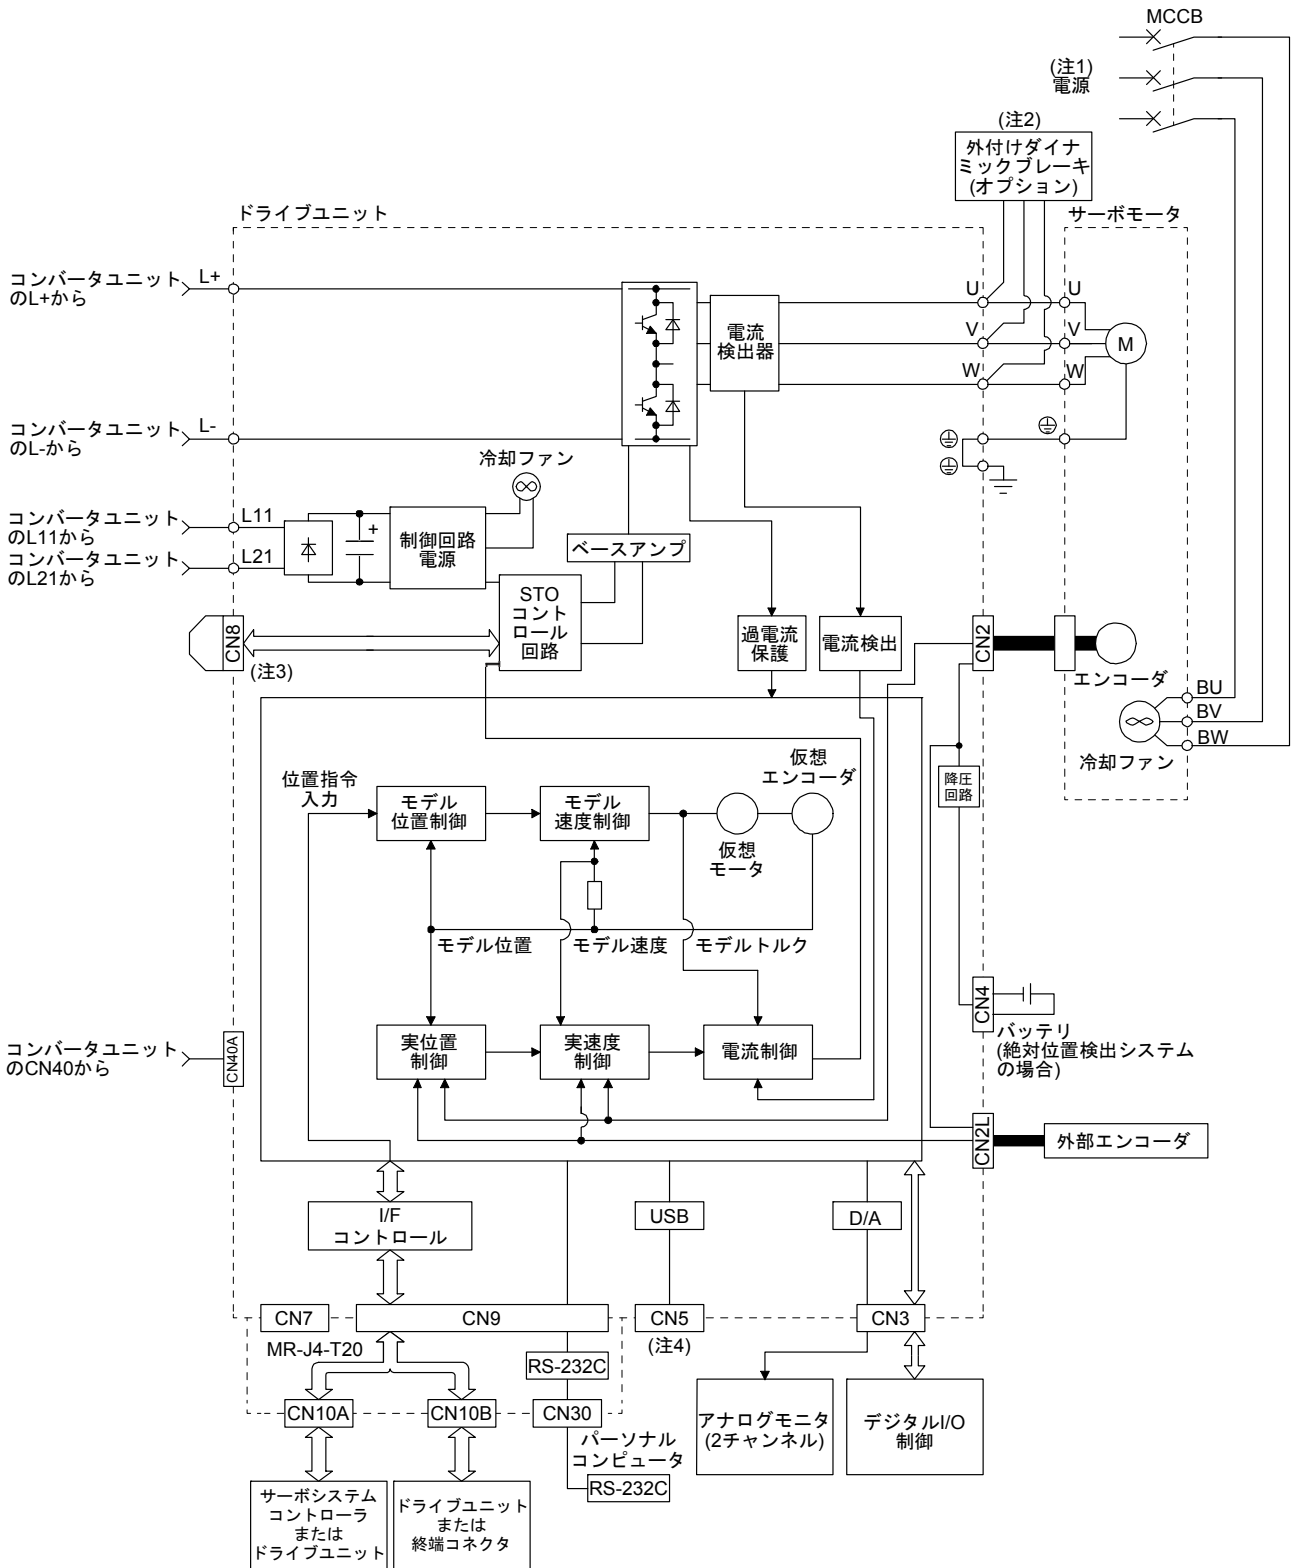 MCCB
(注1)
電源
(注2)
外付けダイナ
ミックブレーキ
(オプション)
ドライブユニット
サーボモータ
コンバータユニット
のL+から
L+
U
U
電流
検出器
V
V
M
W
W
コンバータユニット
のL-から
L-
冷却ファン
コンバータユニット
のL11から
L11
+
制御回路
電源
ベースアンプ
コンバータユニット
のL21から
L21
STO
コント
ロール
回路
CN8
(注3)
過電流
保護
電流検出
CN2
エンコーダ
BU
BV
BW
冷却ファン
降圧
回路
位置指令
入力
モデル
位置制御
モデル
速度制御
仮想
エンコーダ
仮想
モータ
モデル位置
モデル速度
モデルトルク
CN4
バッテリ
(絶対位置検出システム
の場合)
コンバータユニット
のCN40から
CN40A
実位置
制御
実速度
制御
電流制御
CN2L
外部エンコーダ
I/F
コントロール
USB
D/A
CN7
CN9
CN5
CN3
(注4)
MR-J4-T20
RS-232C
CN10A
CN10B
CN30
アナログモニタ
(2チャンネル)
デジタルI/O
制御
パーソナル
コンピュータ
RS-232C
サーボシステム
コントローラ
または
ドライブユニット
ドライブユニット
または
終端コネクタ